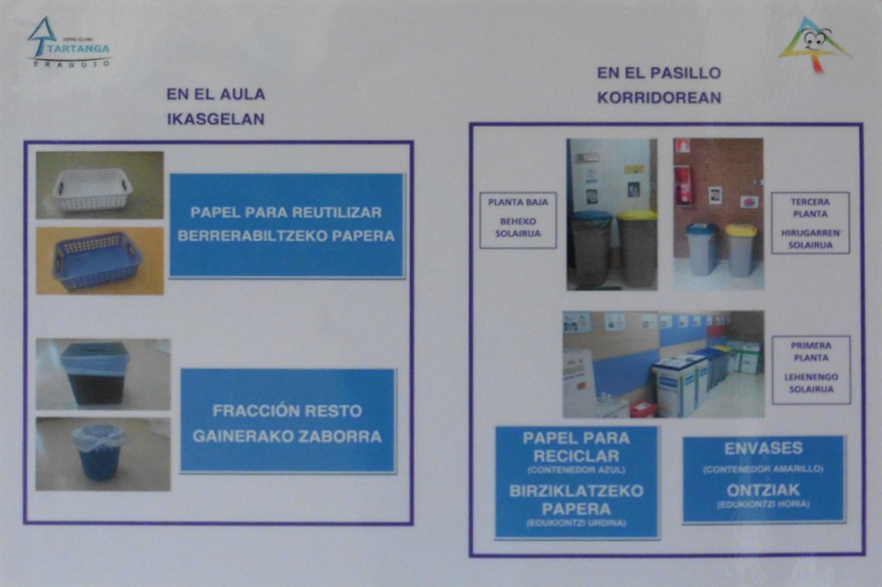 TARTANGA
ERANDIO
EN EL AULA
IKASGELAN
PAPEL PARA REUTILIZAR
BERRERABILTZEKO PAPERA
FRACCIÓN RESTO
GAINERAKO ZABORRA
EN EL PASILLO
KORRIDOREAN
PLANTA BAJA
BEHEKO
SOLAIRUA
TERCERA
PLANTA
HIRUGARREN
SOLAIRUA
PRIMERA
PLANTA
LEHENENGO
SOLAIRUA
PAPEL PARA
RECICLAR
(CONTENEDOR AZUL)
BIRZIKLATZEKO
PAPERA
(EDUKIONTZI URDINA)
ENVASES
(CONTENEDOR AMARILLO)
ONTZIAK
(EDUKIONTZI HORIA)